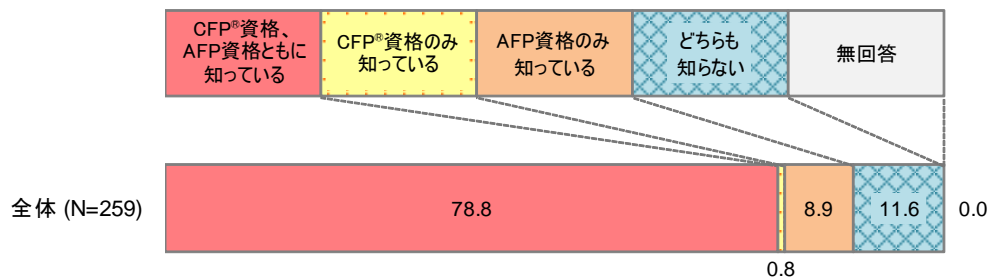 CFP®資格、
AFP資格ともに
知っている
CFP®資格のみ
知っている
AFP資格のみ
知っている
どちらも
知らない
無回答
全体 (N=259)
78.8
0.8
8.9
11.6
0.0